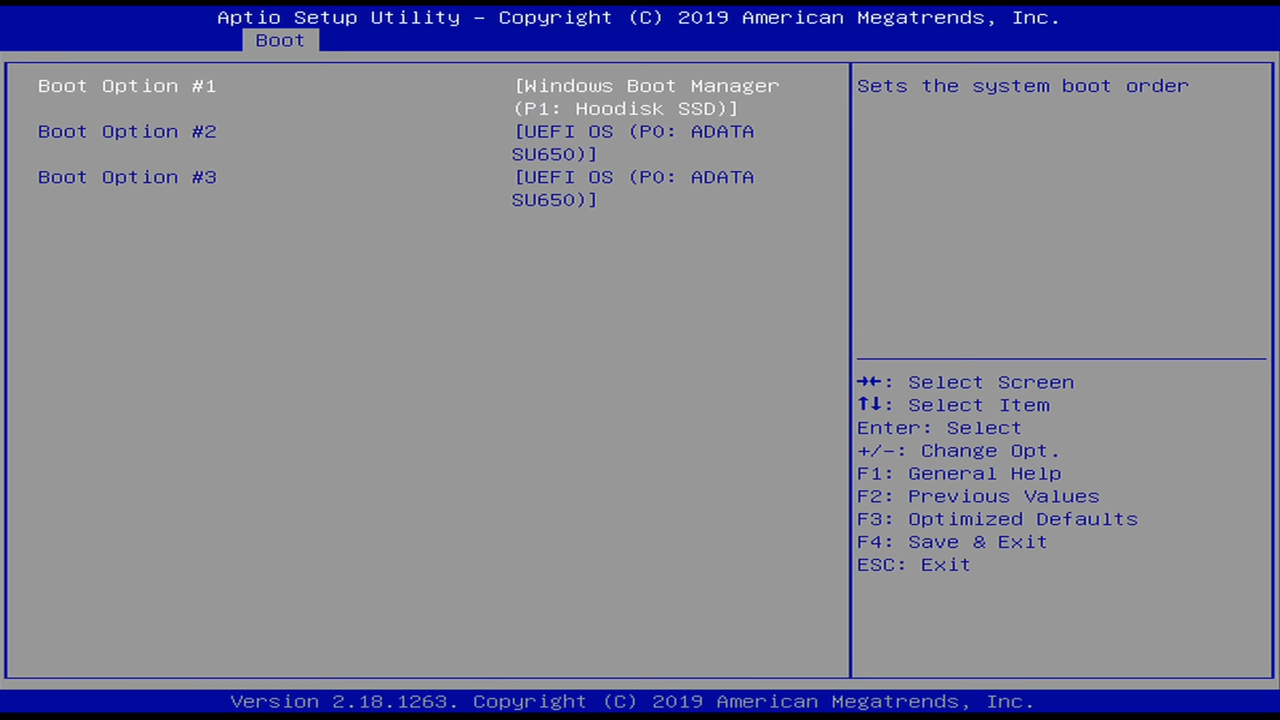 Aptio Setup Utility – Copyright (C) 2019 American Megatrends, Inc.
Boot
Boot Option #1 [Windows Boot Manager
(P1: Hoodisk SSD)]
Boot Option #2 [UEFI OS (P0: ADATA
SU650)]
Boot Option #3 [UEFI OS (P0: ADATA
SU650)]
Sets the system boot order
→←: Select Screen
↑↓: Select Item
Enter: Select
+/-: Change Opt.
F1: General Help
F2: Previous Values
F3: Optimized Defaults
F4: Save & Exit
ESC: Exit
Version 2.18.1263. Copyright (C) 2019 American Megatrends, Inc.